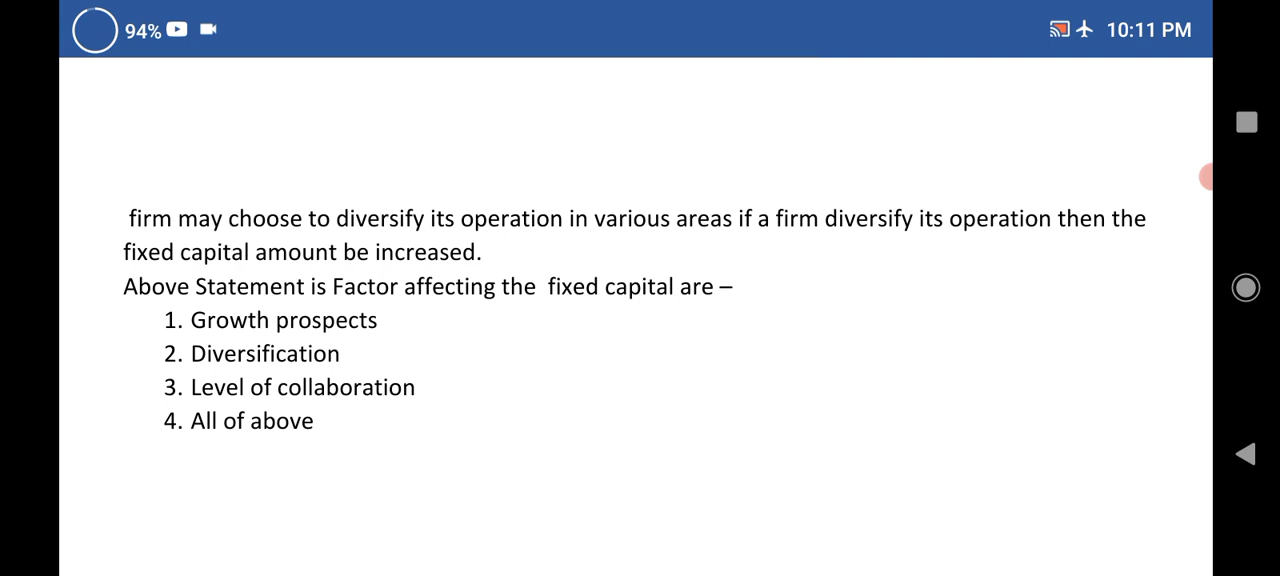 94%
10:11 PM
firm may choose to diversify its operation in various areas if a firm diversify its operation then the
fixed capital amount be increased.
Above Statement is Factor affecting the fixed capital are –
1. Growth prospects
2. Diversification
3. Level of collaboration
4. All of above